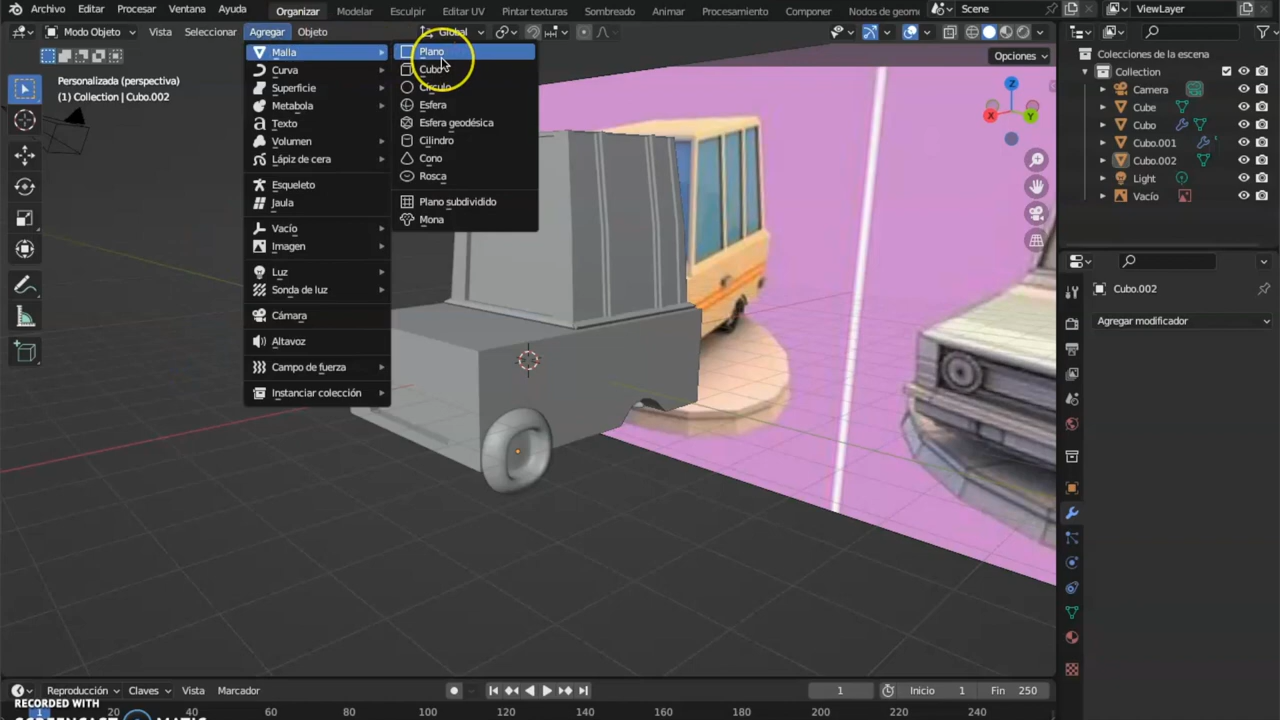 Archivo Editar Procesar Ventana Ayuda Organizar Modelar Esculpir Editar UV Pintar texturas Sombreado Animar Procesamiento Componer Nodos de geome Scene ViewLayer
Modo Objeto Vista Seleccionar Agregar Objeto Global
Opciones
Personalizada (perspectiva)
(1) Collection | Cubo.002
Malla
Curva
Superficie
Metabola
Texto
Volumen
Lápiz de cera
Esqueleto
Jaula
Vacío
Imagen
Luz
Sonda de luz
Cámara
Altavoz
Campo de fuerza
Instanciar colección
Plano
Cubo
Círculo
Esfera
Esfera geodésica
Cilindro
Cono
Rosca
Plano subdividido
Mona
Z
X
Y
Colecciones de la escena
Collection
Camera
Cube
Cubo
Cubo.001
Cubo.002
Light
Vacío
Cubo.002
Agregar modificador
Reproducción Claves Vista Marcador 1 Inicio 1 Fin 250
RECORDED WITH
1 20 40 60 80 100 120 140 160 180 200 220 240